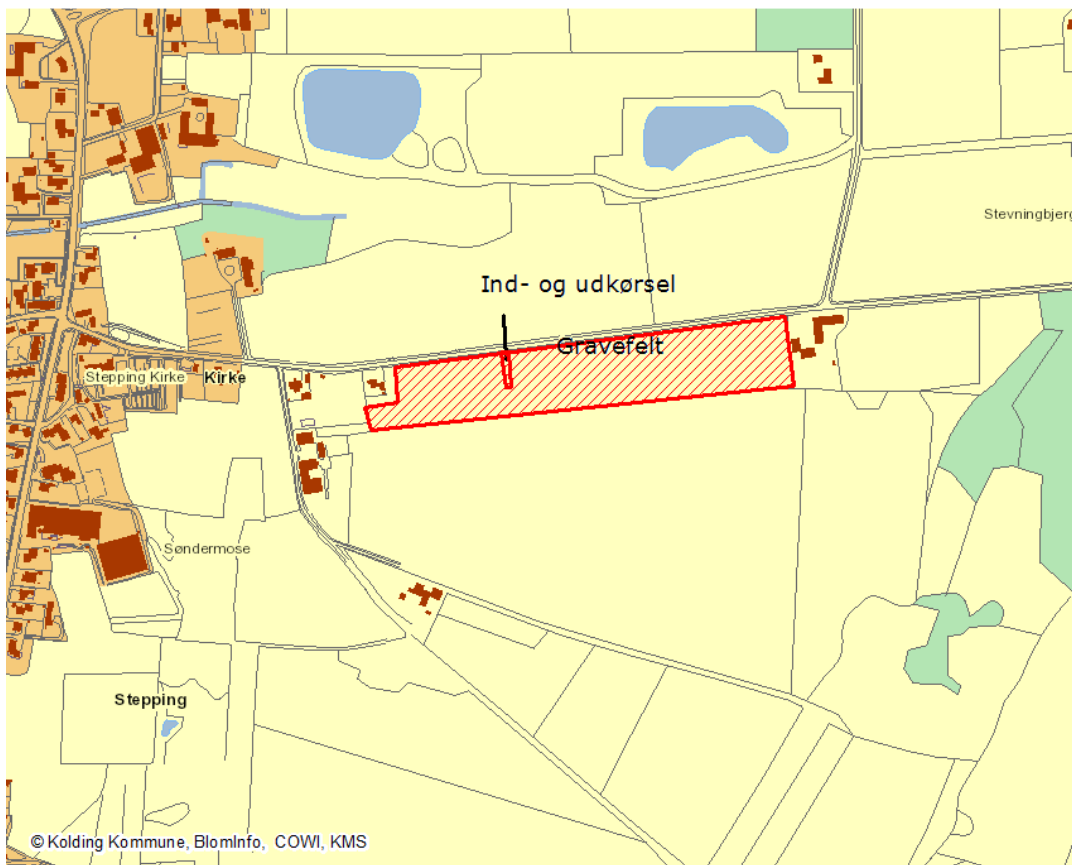 Stevningbjerg
Ind- og udkørsel
Gravefelt
Stepping Kirke
Kirke
Søndermose
Stepping
© Kolding Kommune, BlomInfo, COWI, KMS